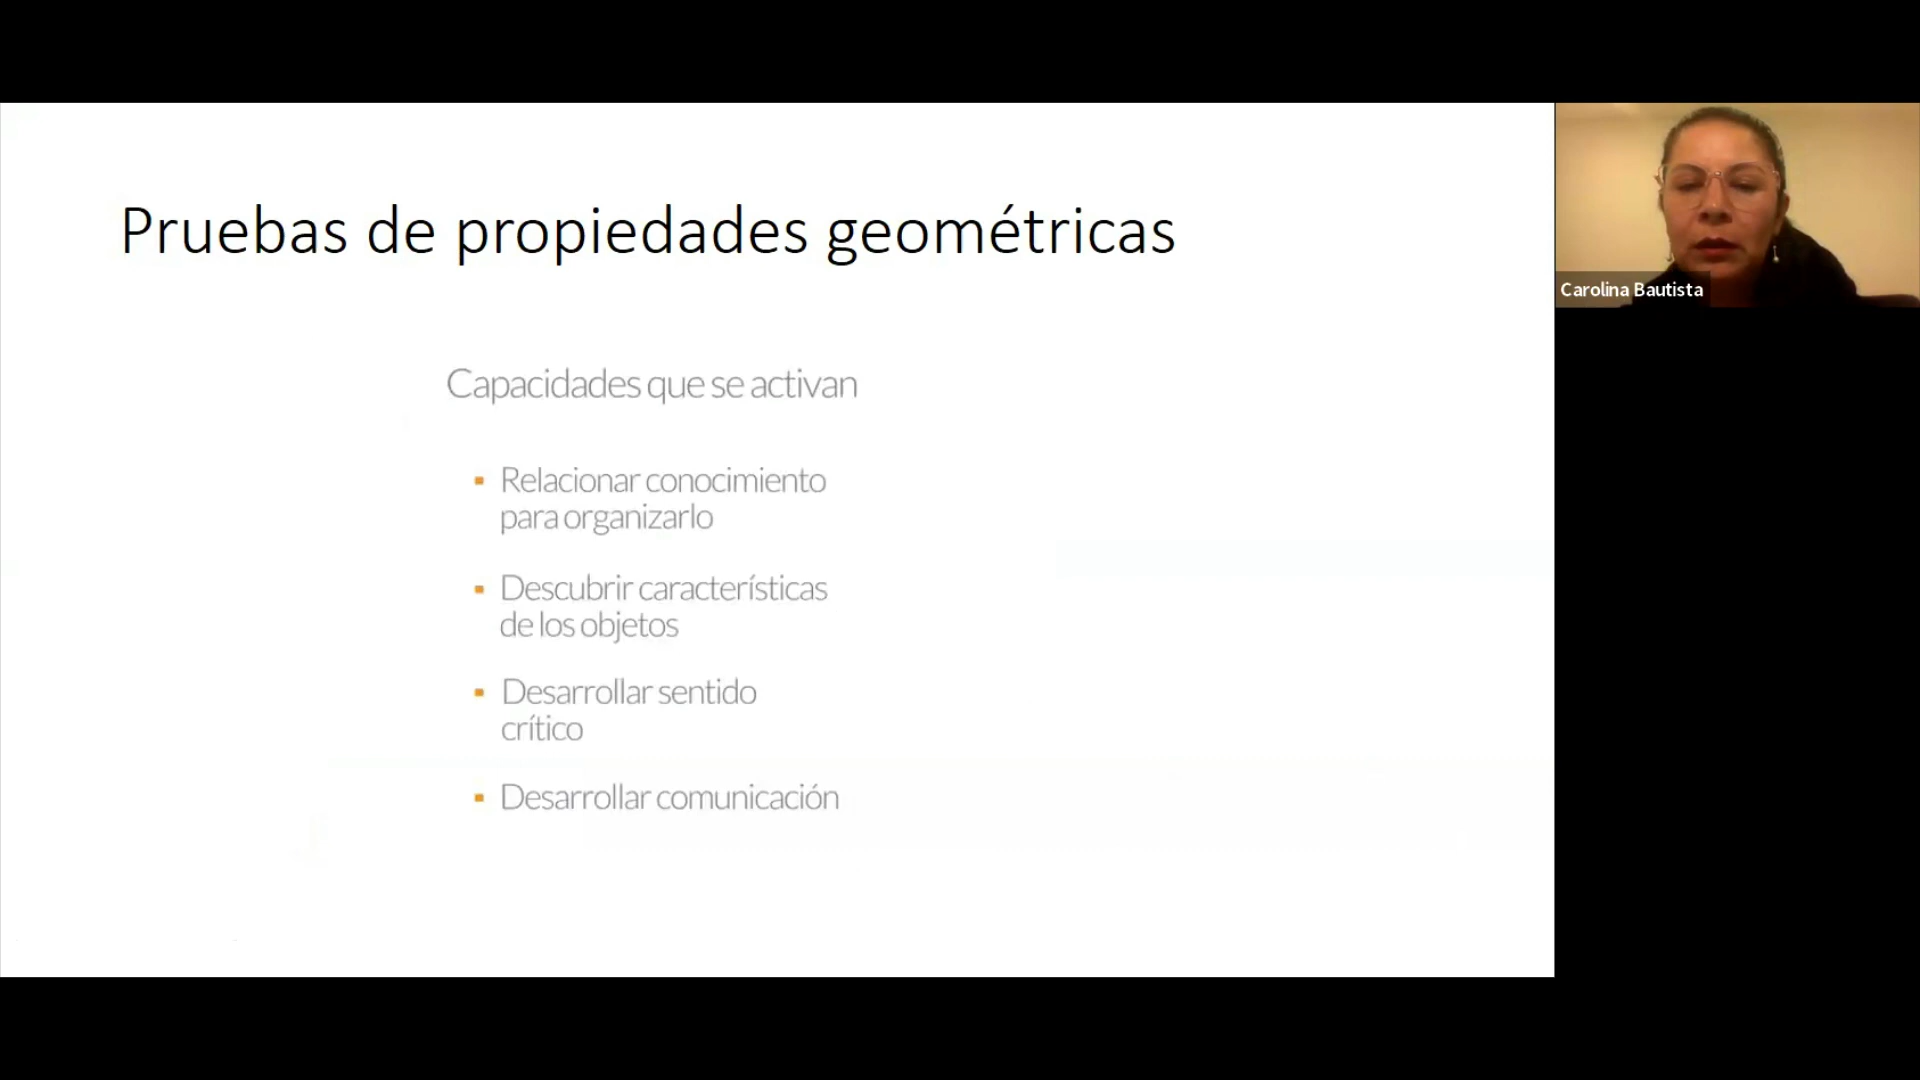 Pruebas de propiedades geométricas
Capacidades que se activan
Relacionar conocimiento
para organizarlo
Descubrir características
de los objetos
Desarrollar sentido
crítico
Desarrollar comunicación
Carolina Bautista